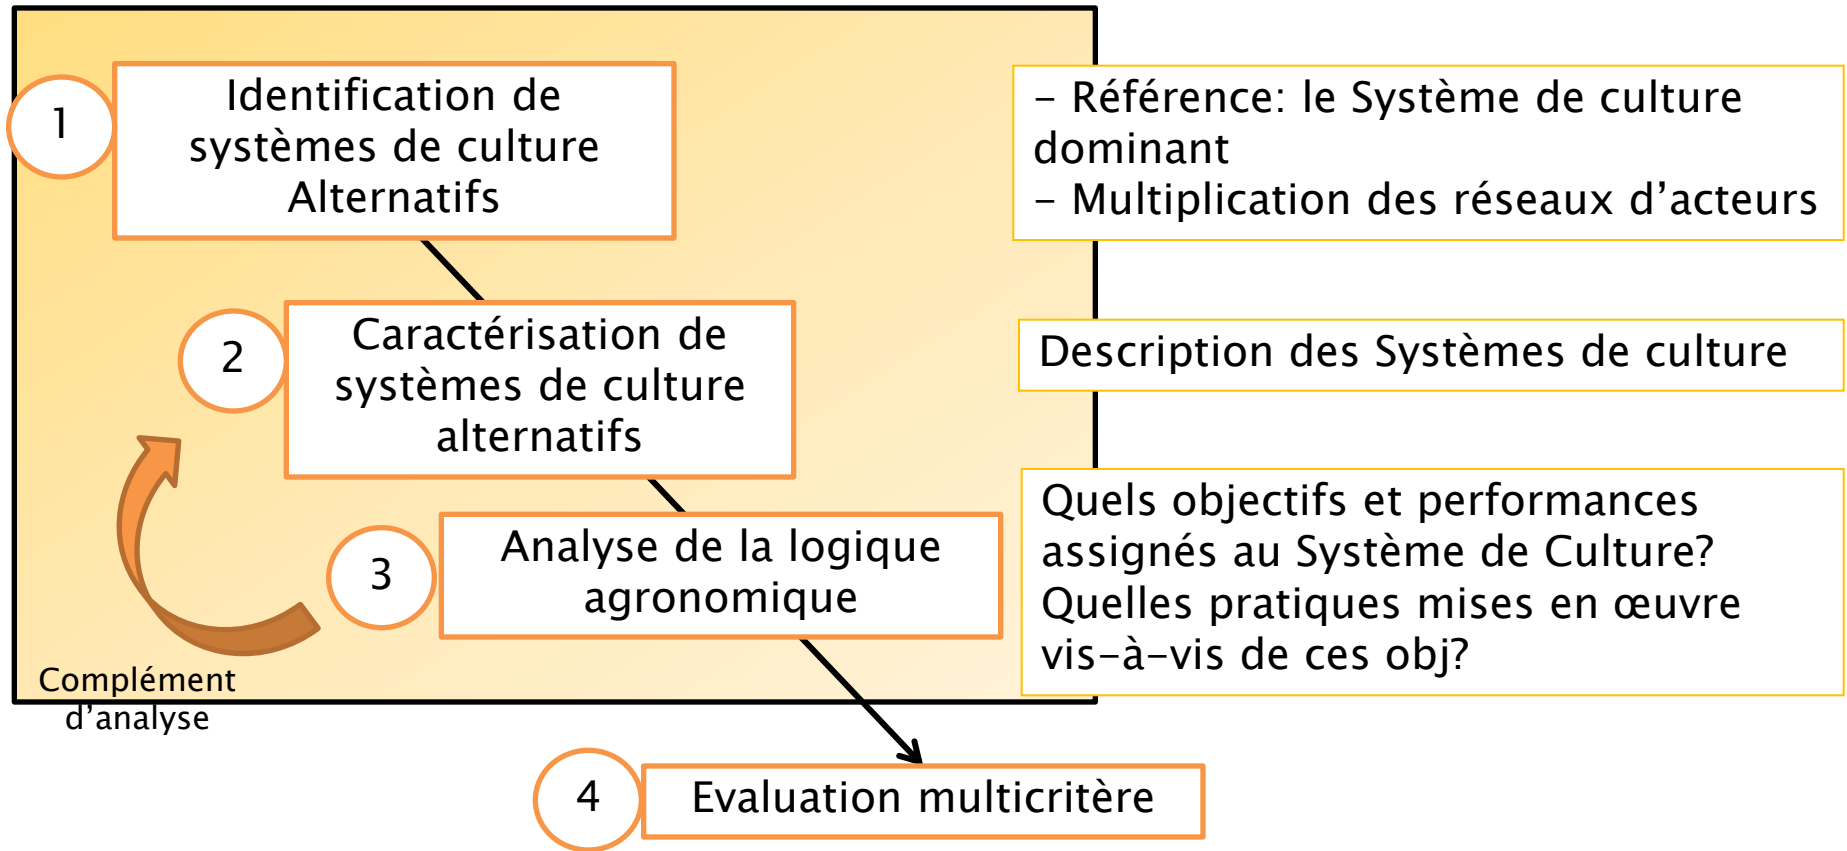 1
Identification de
systèmes de culture
Alternatifs
– Référence: le Système de culture
dominant
– Multiplication des réseaux d’acteurs
2
Caractérisation de
systèmes de culture
alternatifs
Description des Systèmes de culture
3
Analyse de la logique
agronomique
Quels objectifs et performances
assignés au Système de Culture?
Quelles pratiques mises en œuvre
vis–à–vis de ces obj?
Complément
d’analyse
4
Evaluation multicritère